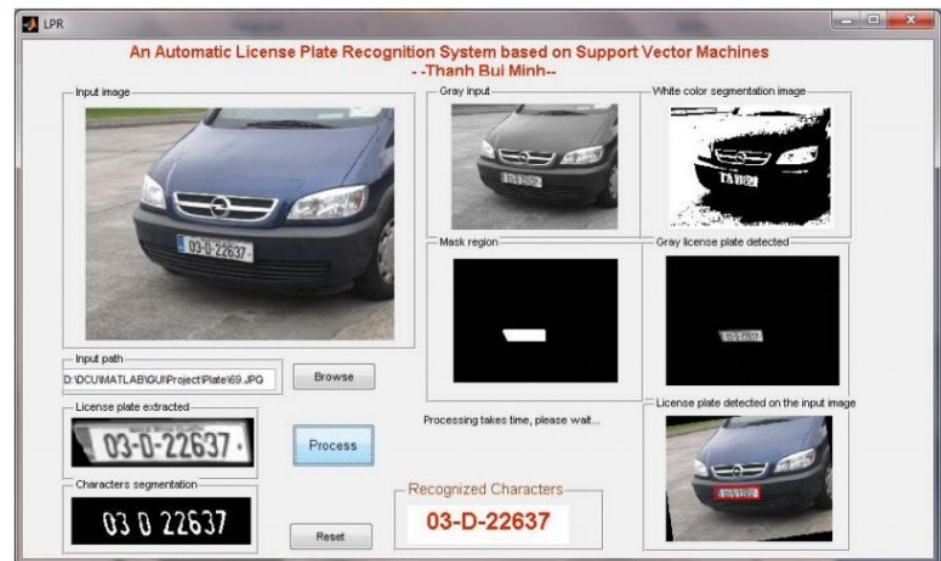 LPR
An Automatic License Plate Recognition System based on Support Vector Machines
- -Thanh Bui Minh--
Input image
Gray input
White color segmentation image
03-D-22637
Mask region
Gray license plate detected
Input path
D:\DCU\MATLAB\GUI\Project\Plate\69.JPG
Browse
License plate extracted
03-D-22637
Process
Processing takes time, please wait...
License plate detected on the input image
Characters segmentation
03 D 22637
Reset
Recognized Characters
03-D-22637